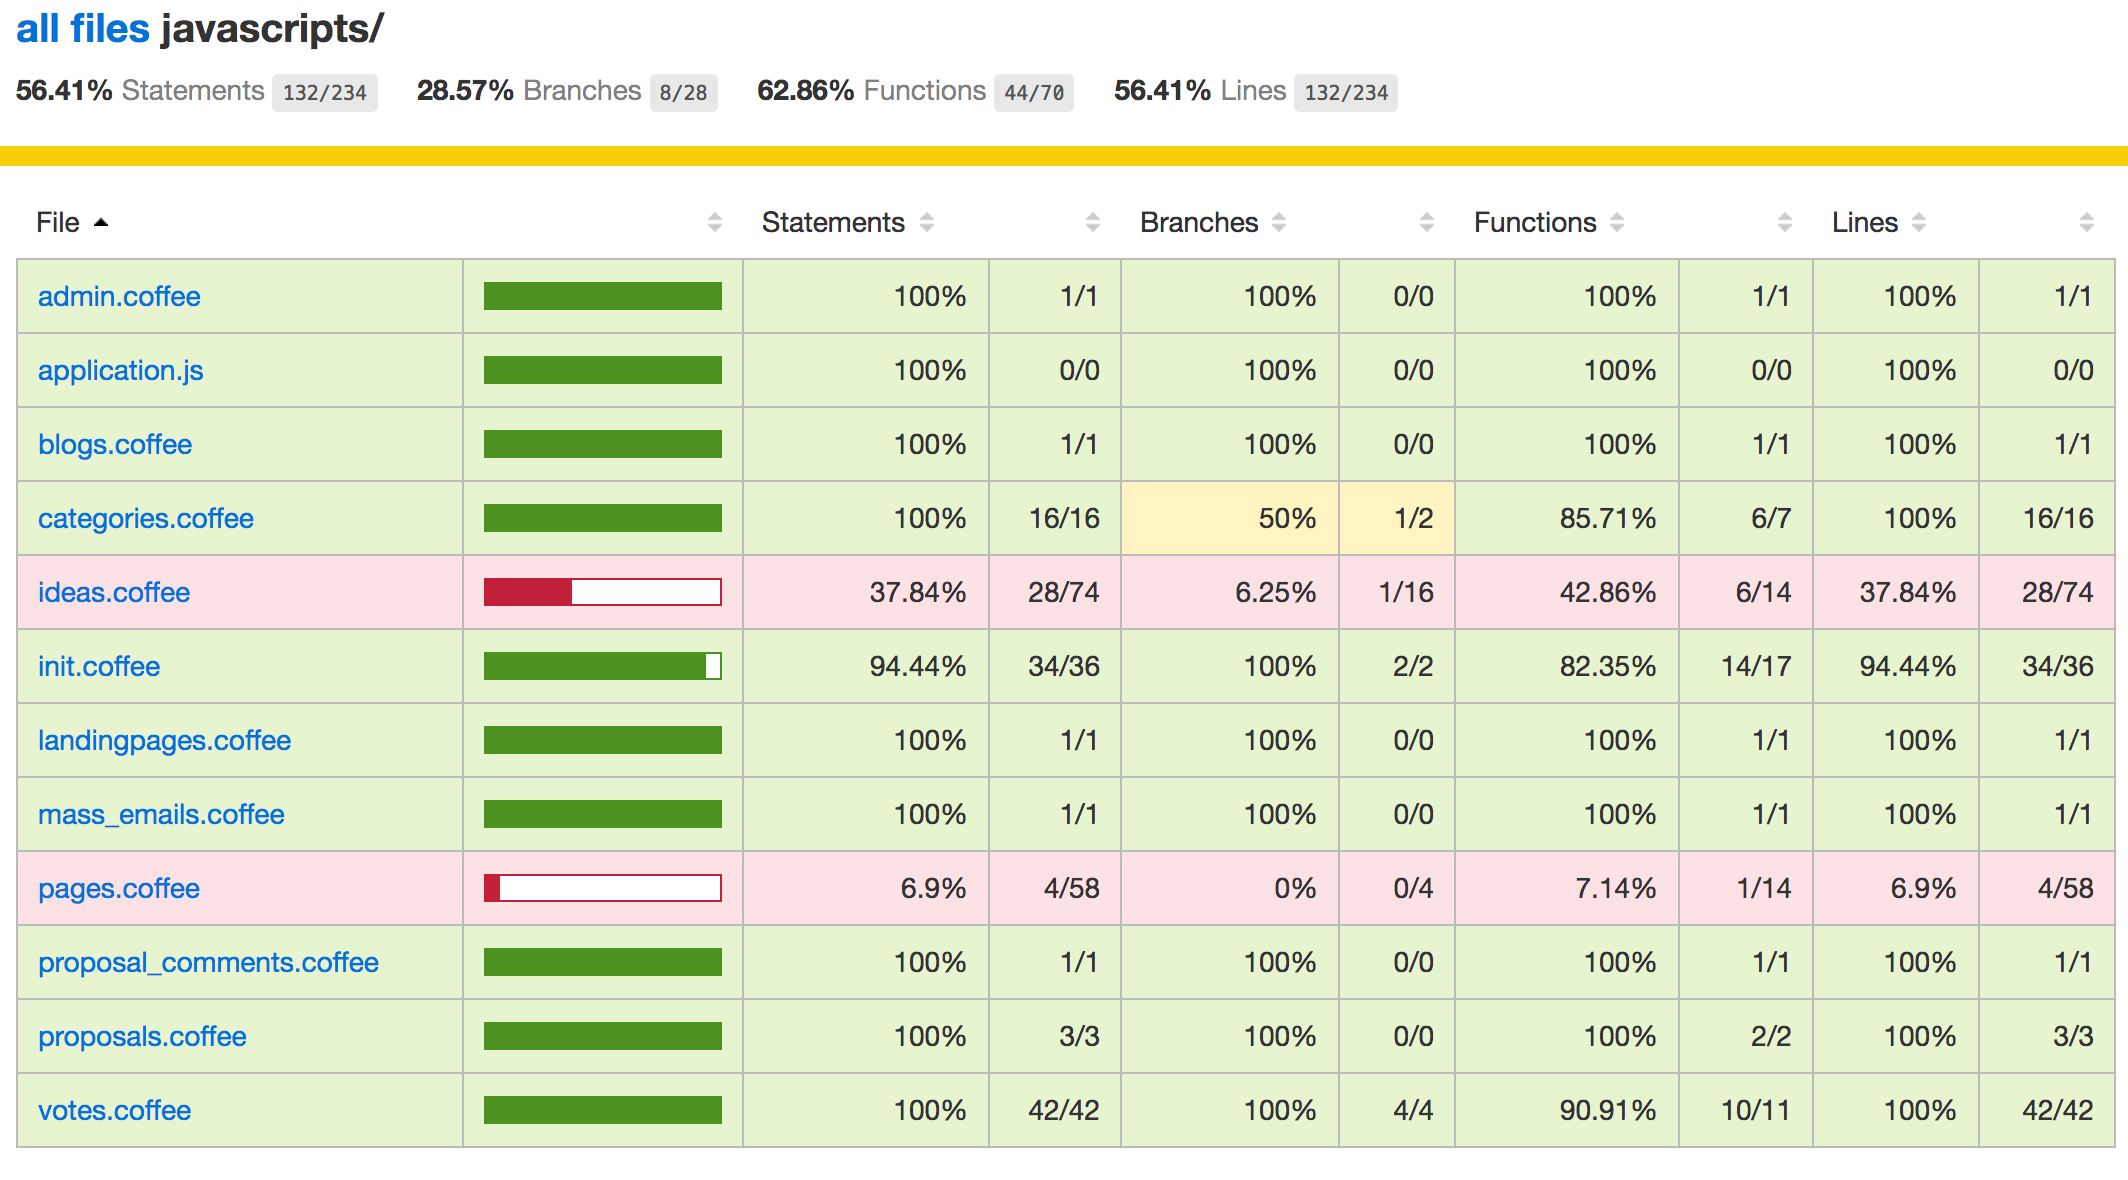 all files javascripts/
56.41% Statements 132/234 28.57% Branches 8/28 62.86% Functions 44/70 56.41% Lines 132/234
File Statements Branches Functions Lines
admin.coffee 100% 1/1 100% 0/0 100% 1/1 100% 1/1
application.js 100% 0/0 100% 0/0 100% 0/0 100% 0/0
blogs.coffee 100% 1/1 100% 0/0 100% 1/1 100% 1/1
categories.coffee 100% 16/16 50% 1/2 85.71% 6/7 100% 16/16
ideas.coffee 37.84% 28/74 6.25% 1/16 42.86% 6/14 37.84% 28/74
init.coffee 94.44% 34/36 100% 2/2 82.35% 14/17 94.44% 34/36
landingpages.coffee 100% 1/1 100% 0/0 100% 1/1 100% 1/1
mass_emails.coffee 100% 1/1 100% 0/0 100% 1/1 100% 1/1
pages.coffee 6.9% 4/58 0% 0/4 7.14% 1/14 6.9% 4/58
proposal_comments.coffee 100% 1/1 100% 0/0 100% 1/1 100% 1/1
proposals.coffee 100% 3/3 100% 0/0 100% 2/2 100% 3/3
votes.coffee 100% 42/42 100% 4/4 90.91% 10/11 100% 42/42